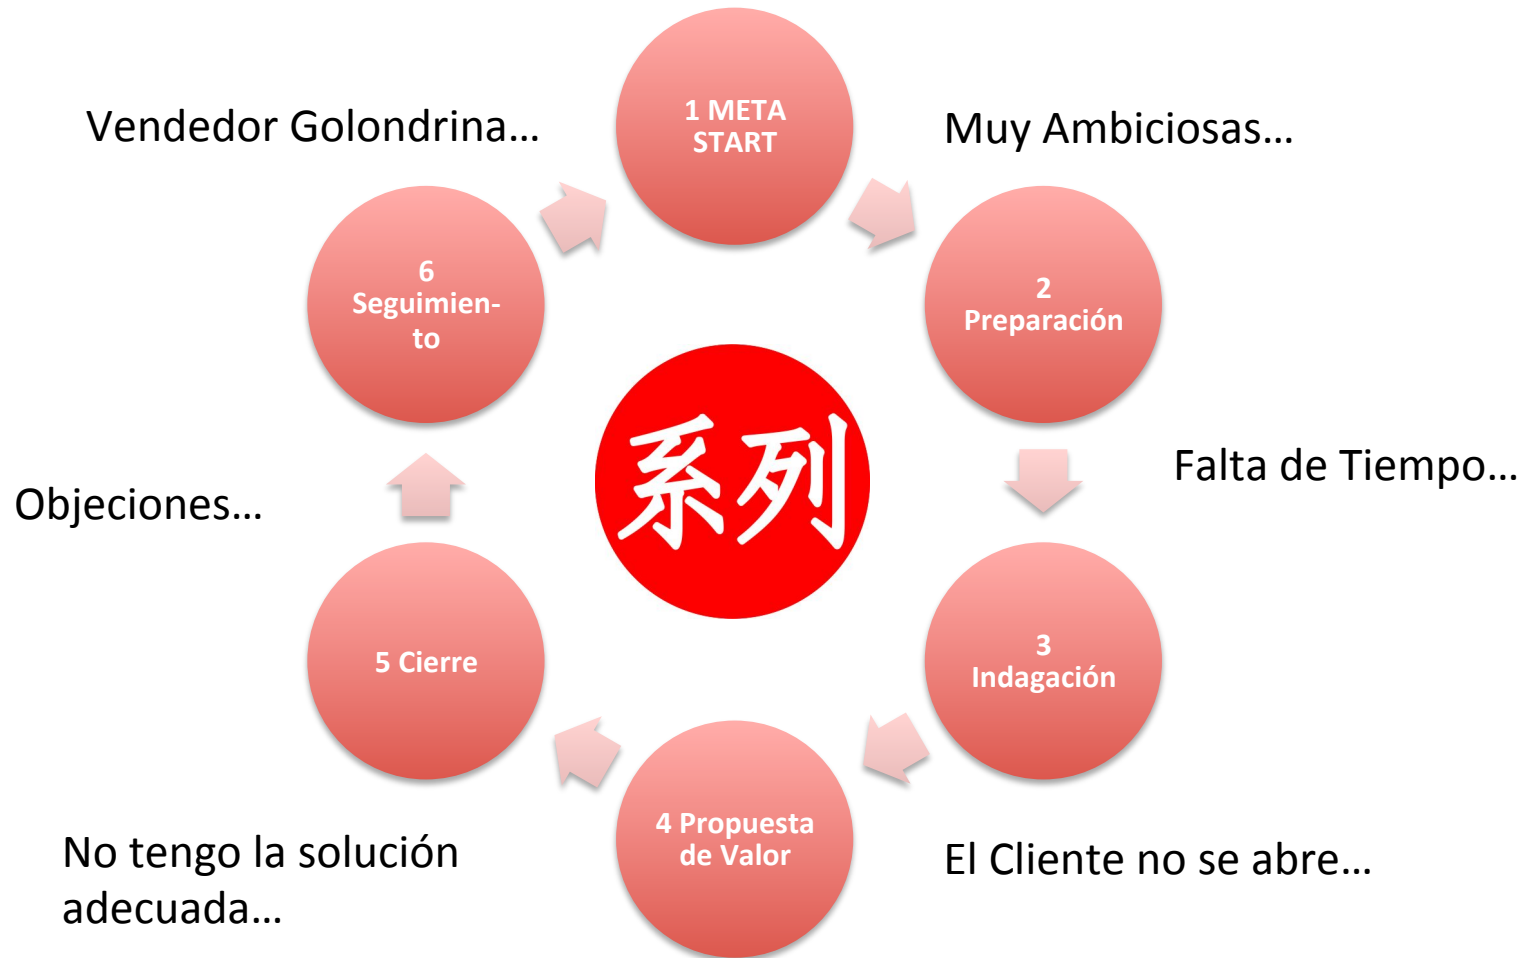 1 META
START
Muy Ambiciosas…
2
Preparación
Falta de Tiempo…
3
Indagación
El Cliente no se abre…
4 Propuesta
de Valor
No tengo la solución
adecuada…
5 Cierre
Objeciones…
6
Seguimien-
to
Vendedor Golondrina…
系列